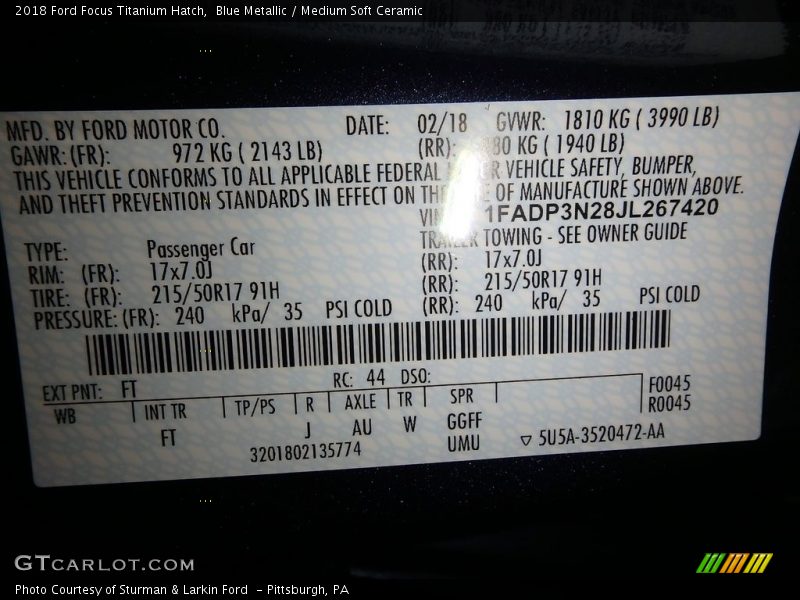 2018 Ford Focus Titanium Hatch, Blue Metallic / Medium Soft Ceramic
MFD. BY FORD MOTOR CO. DATE: 02/18 GVWR: 1810 KG ( 3990 LB)
GAWR: (FR): 972 KG ( 2143 LB) (RR): 80 KG ( 1940 LB)
THIS VEHICLE CONFORMS TO ALL APPLICABLE FEDERAL VEHICLE SAFETY, BUMPER,
AND THEFT PREVENTION STANDARDS IN EFFECT ON OF MANUFACTURE SHOWN ABOVE.
1FADP3N28JL267420
TYPE: Passenger Car TOWING - SEE OWNER GUIDE
RIM: (FR): 17x7.0J (RR): 17x7.0J
TIRE: (FR): 215/50R17 91H (RR): 215/50R17 91H
PRESSURE: (FR): 240 kPa/ 35 PSI COLD (RR): 240 kPa/ 35 PSI COLD
EXT PNT: FT RC: 44 DSO: F0045
WB INT TR TP/PS R AXLE TR SPR R0045
FT J AU W GGFF
3201802135774 UMU ▽ 5U5A-3520472-AA
GTCARLOT.COM
Photo Courtesy of Sturman & Larkin Ford - Pittsburgh, PA